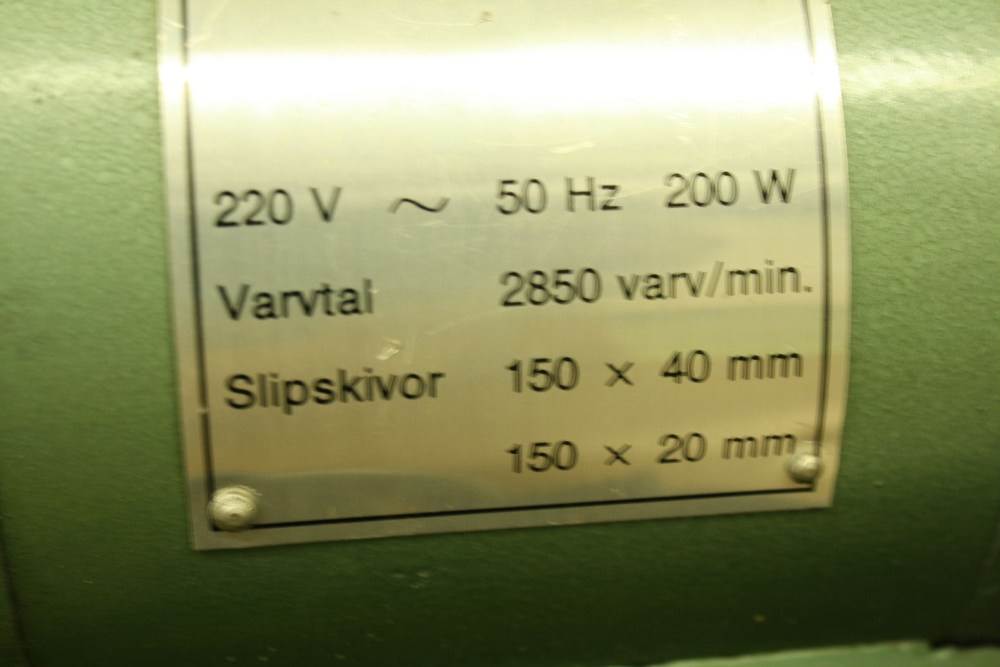 220 V ~ 50 Hz 200 W
Varvtal 2850 varv/min.
Slipskivor 150 × 40 mm
150 × 20 mm